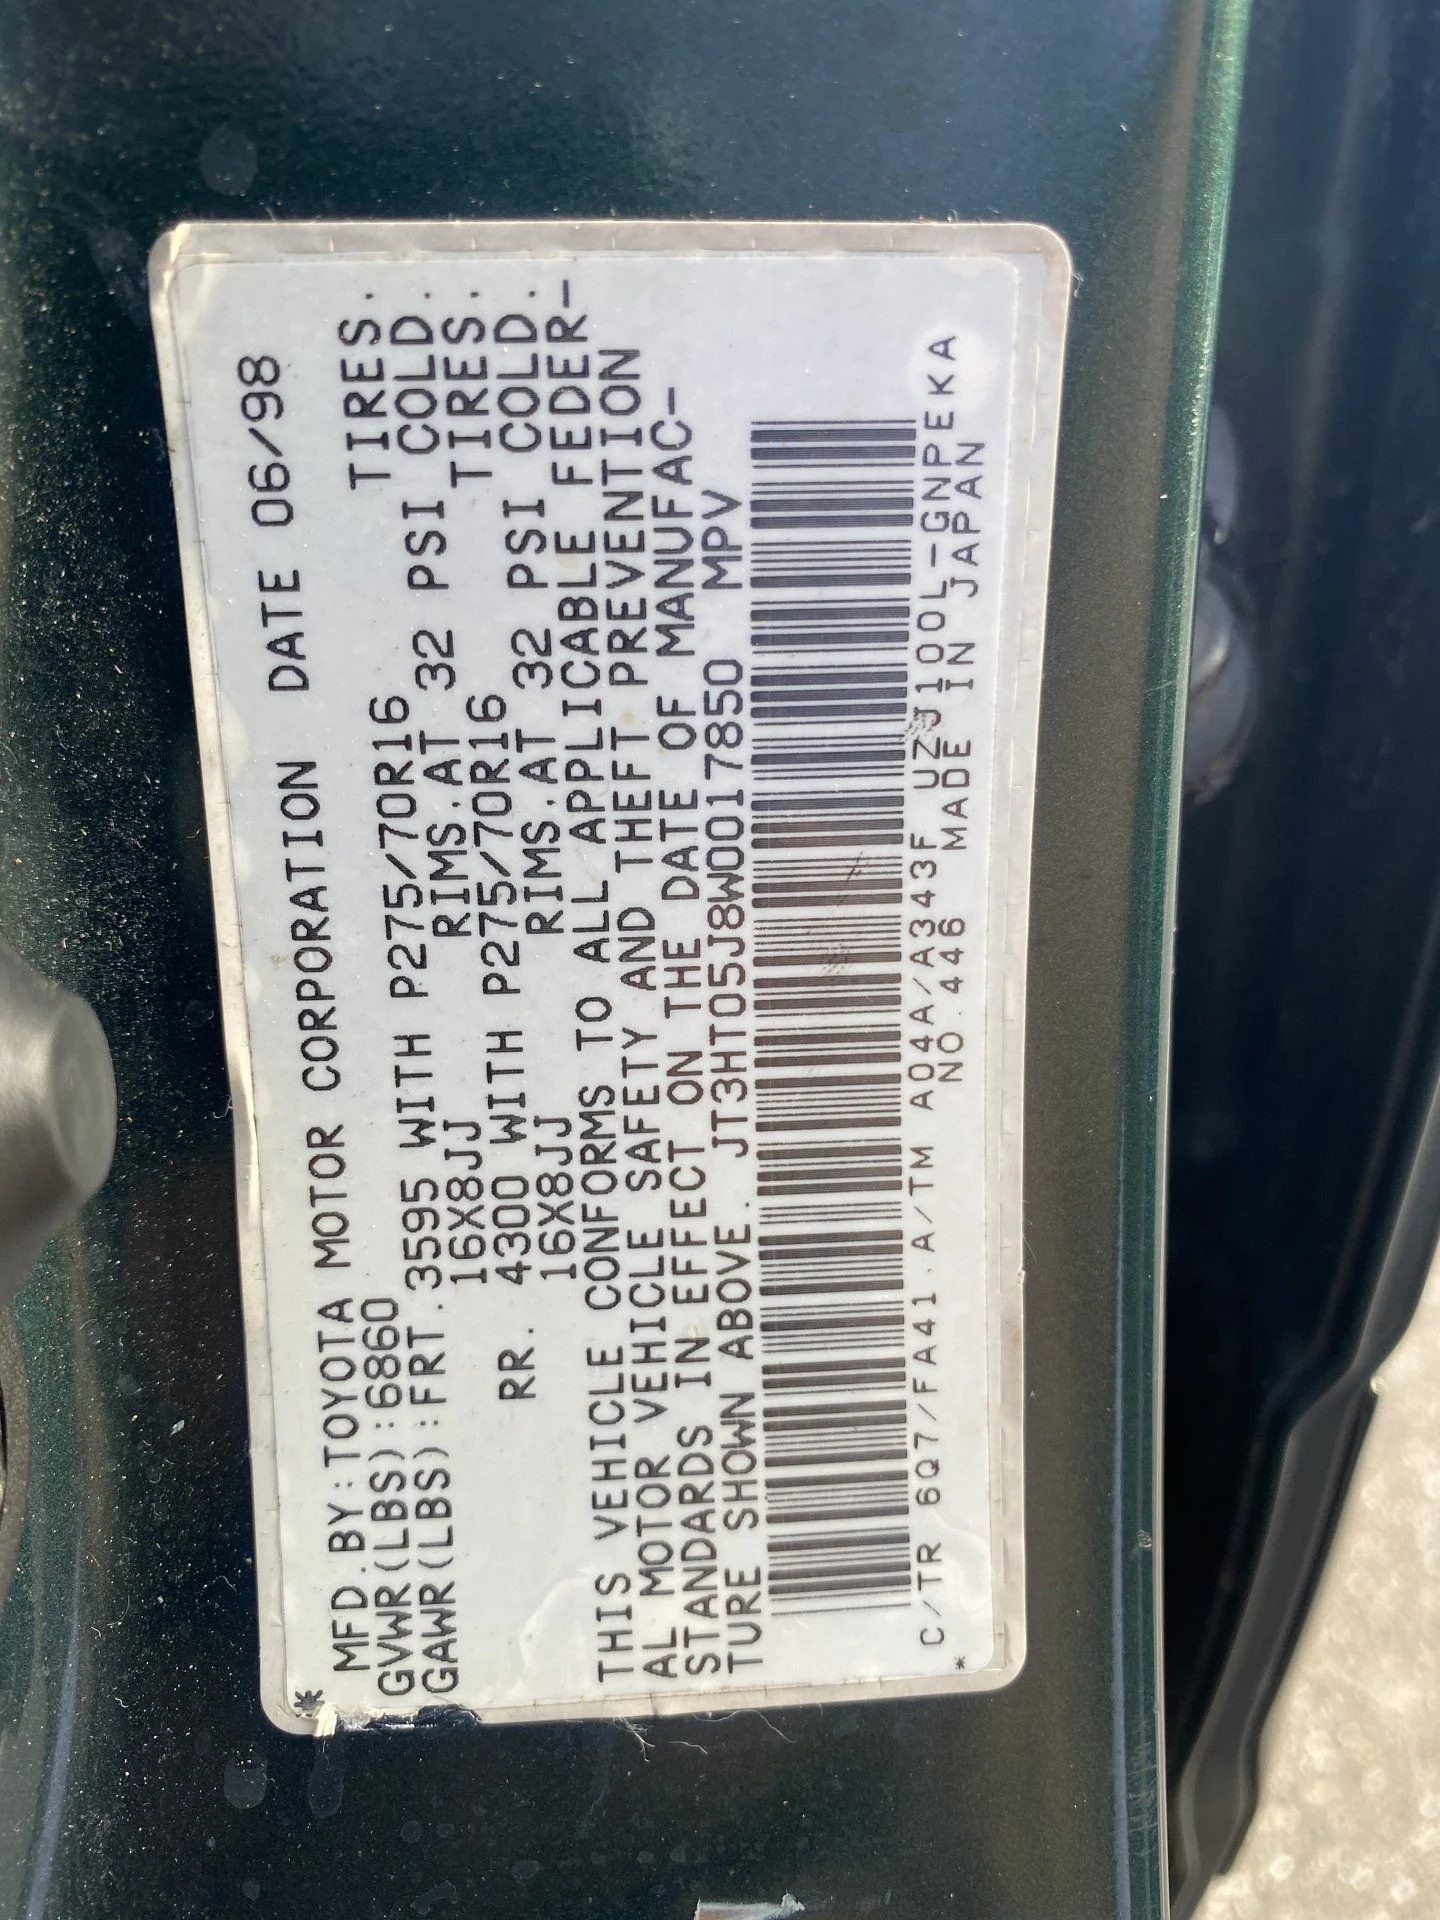 * MFD.BY:TOYOTA MOTOR CORPORATION DATE 06/98
GVWR(LBS):6860
GAWR(LBS):FRT.3595 WITH P275/70R16 TIRES.
16X8JJ RIMS.AT 32 PSI COLD.
RR. 4300 WITH P275/70R16 TIRES.
16X8JJ RIMS.AT 32 PSI COLD.
THIS VEHICLE CONFORMS TO ALL APPLICABLE FEDER-
AL MOTOR VEHICLE SAFETY AND THEFT PREVENTION
STANDARDS IN EFFECT ON THE DATE OF MANUFAC-
TURE SHOWN ABOVE. JT3HT05J8W0017850 MPV
C/TR 6Q7/FA41 A/TM A04A/A343F UZJ100L-GNPEKA
* NO.446 MADE IN JAPAN